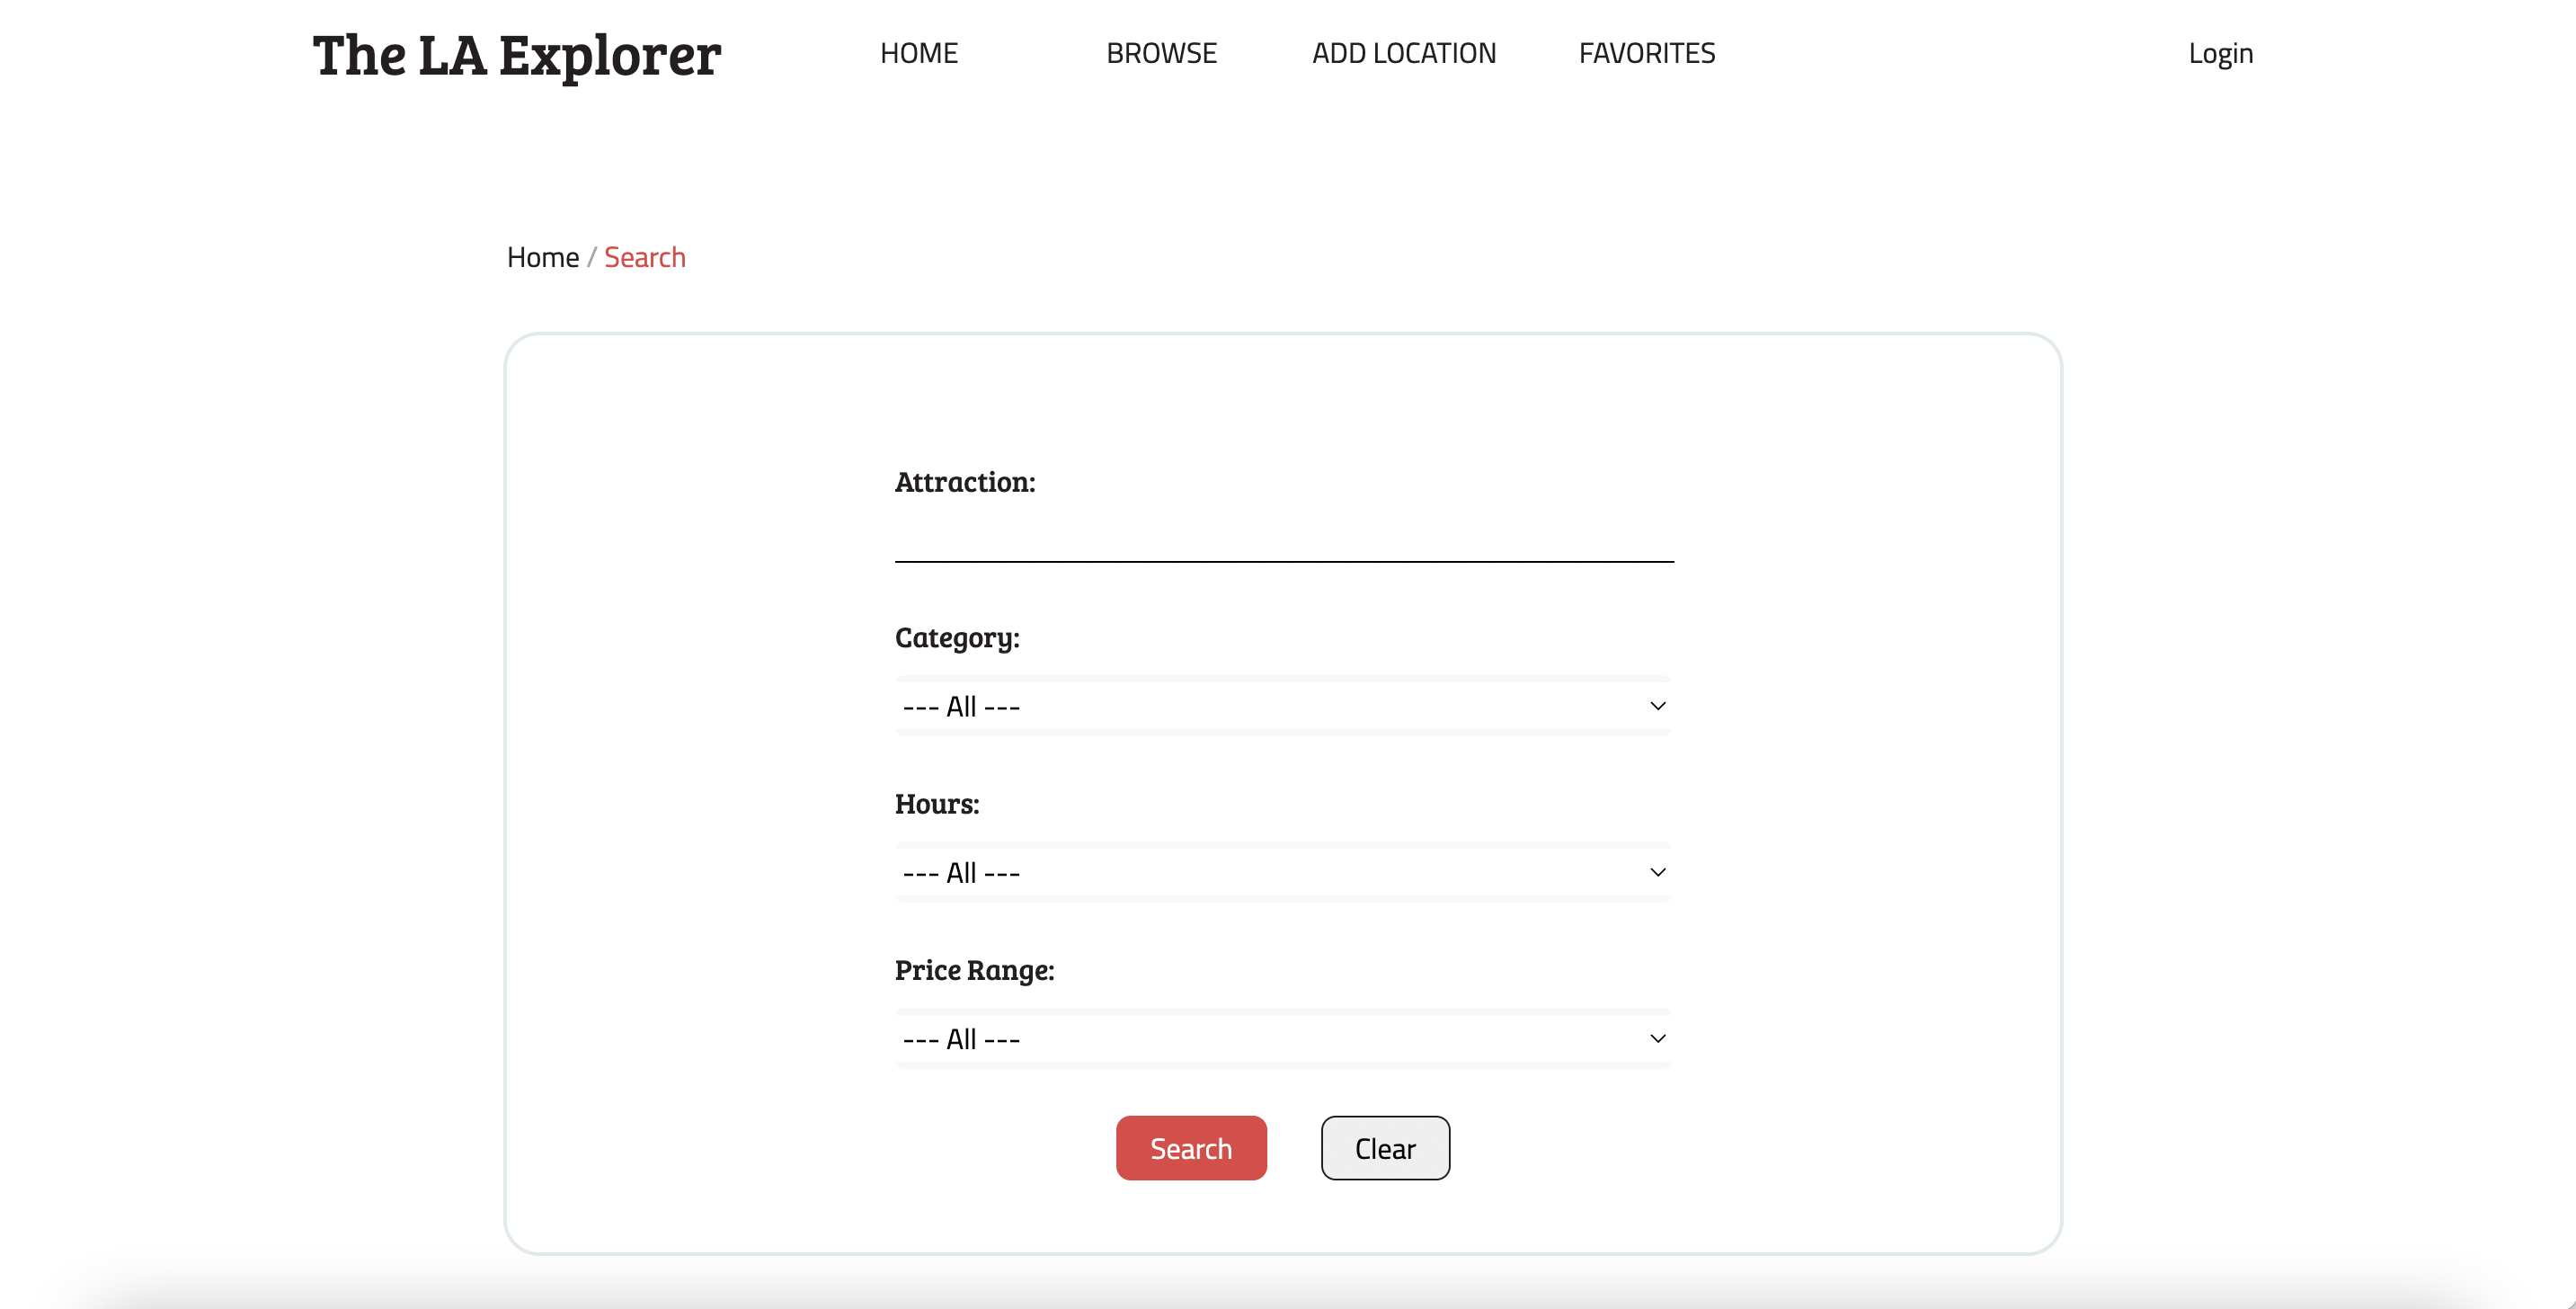 The LA Explorer HOME BROWSE ADD LOCATION FAVORITES Login
Home / Search
Attraction:
Category:
--- All ---
Hours:
--- All ---
Price Range:
--- All ---
Search Clear